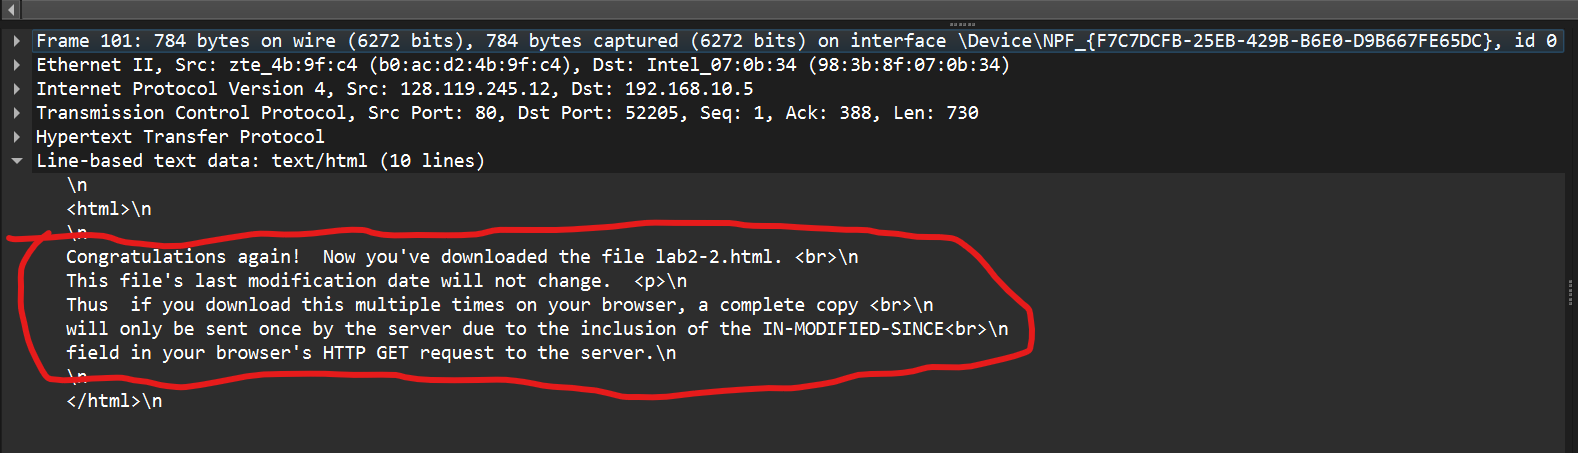 Frame 101: 784 bytes on wire (6272 bits), 784 bytes captured (6272 bits) on interface \Device\NPF_{F7C7DCFB-25EB-429B-B6E0-D9B667FE65DC}, id 0
Ethernet II, Src: zte_4b:9f:c4 (b0:ac:d2:4b:9f:c4), Dst: Intel_07:0b:34 (98:3b:8f:07:0b:34)
Internet Protocol Version 4, Src: 128.119.245.12, Dst: 192.168.10.5
Transmission Control Protocol, Src Port: 80, Dst Port: 52205, Seq: 1, Ack: 388, Len: 730
Hypertext Transfer Protocol
Line-based text data: text/html (10 lines)
\n
<html>\n
\n
Congratulations again!  Now you've downloaded the file lab2-2.html. <br>\n
This file's last modification date will not change.  <p>\n
Thus  if you download this multiple times on your browser, a complete copy <br>\n
will only be sent once by the server due to the inclusion of the IN-MODIFIED-SINCE<br>\n
field in your browser's HTTP GET request to the server.\n
\n
</html>\n